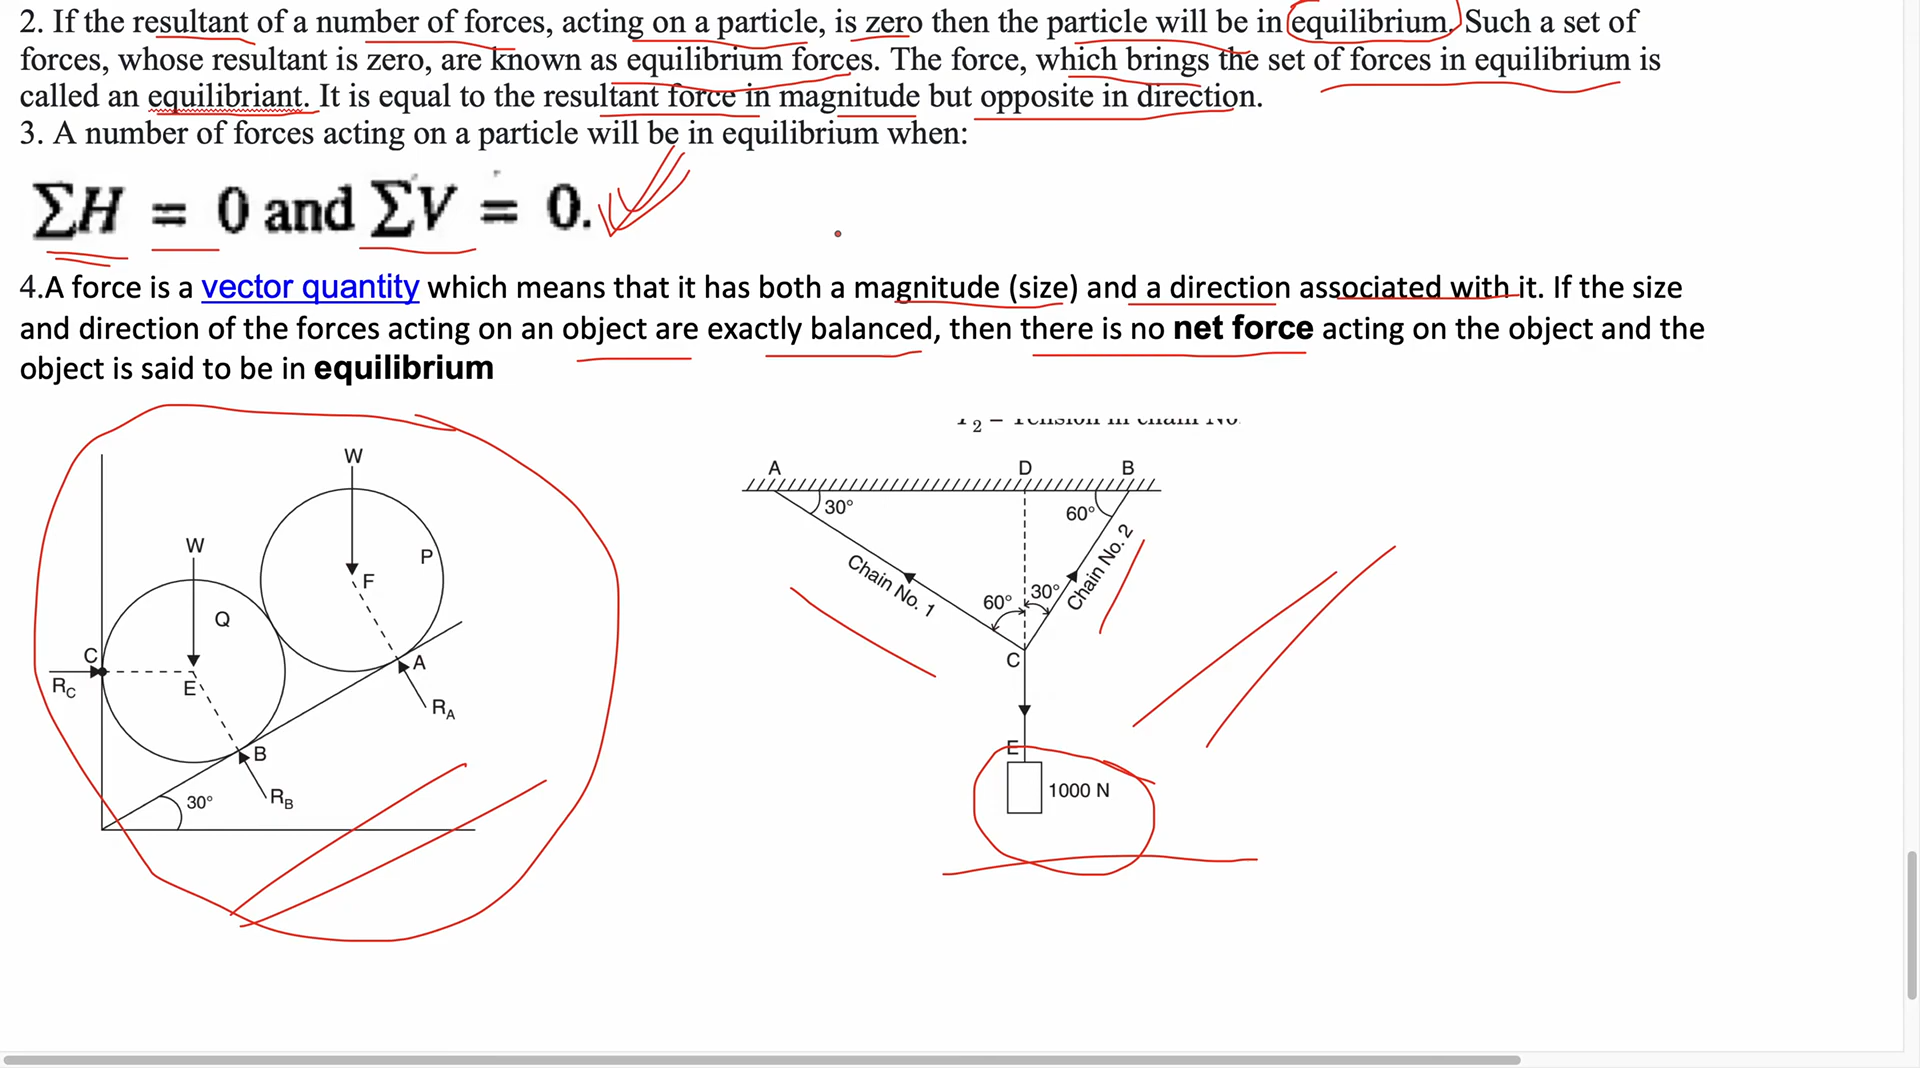 2. If the resultant of a number of forces, acting on a particle, is zero then the particle will be in equilibrium. Such a set of
forces, whose resultant is zero, are known as equilibrium forces. The force, which brings the set of forces in equilibrium is
called an equilibriant. It is equal to the resultant force in magnitude but opposite in direction.
3. A number of forces acting on a particle will be in equilibrium when:
ΣH = 0 and ΣV = 0.
4.A force is a vector quantity which means that it has both a magnitude (size) and a direction associated with it. If the size
and direction of the forces acting on an object are exactly balanced, then there is no net force acting on the object and the
object is said to be in equilibrium
W
W
P
F
Q
C
A
R_C
E
R_A
B
R_B
30°
T_2 = Tension in chain No
A
D
B
30°
60°
Chain No. 1
Chain No. 2
60°
30°
C
E
1000 N